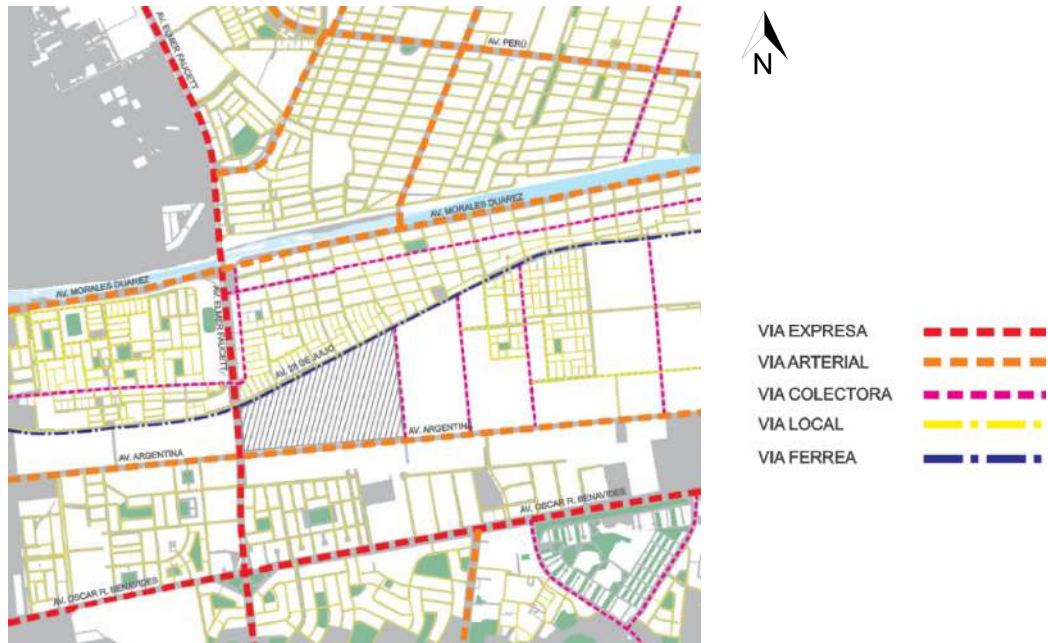 AV. ELMER FAUCETT
AV. PERÚ
N
AV. MORALES DUAREZ
AV. MORALES DUAREZ
AV. ELMER FAUCETT
AV. 28 DE JULIO
AV. ARGENTINA
AV. ARGENTINA
AV. OSCAR R. BENAVIDES
AV. OSCAR R. BENAVIDES
VIA EXPRESA
VIA ARTERIAL
VIA COLECTORA
VIA LOCAL
VIA FERREA